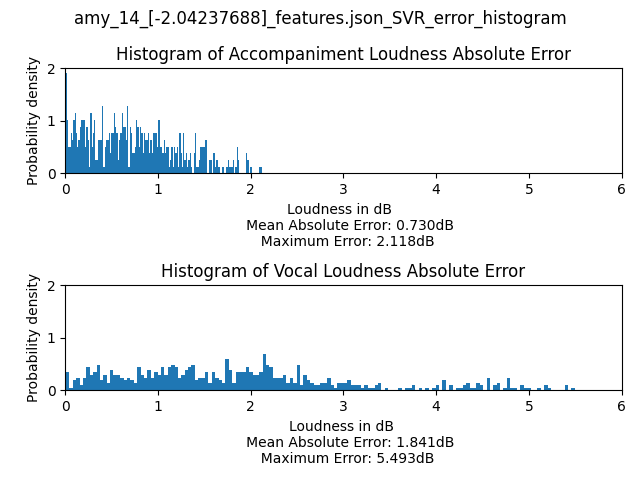 amy_14_[-2.04237688]_features.json_SVR_error_histogram
Histogram of Accompaniment Loudness Absolute Error
Probability density
2
1
0
0 1 2 3 4 5 6
Loudness in dB
Mean Absolute Error: 0.730dB
Maximum Error: 2.118dB
Histogram of Vocal Loudness Absolute Error
Probability density
2
1
0
0 1 2 3 4 5 6
Loudness in dB
Mean Absolute Error: 1.841dB
Maximum Error: 5.493dB